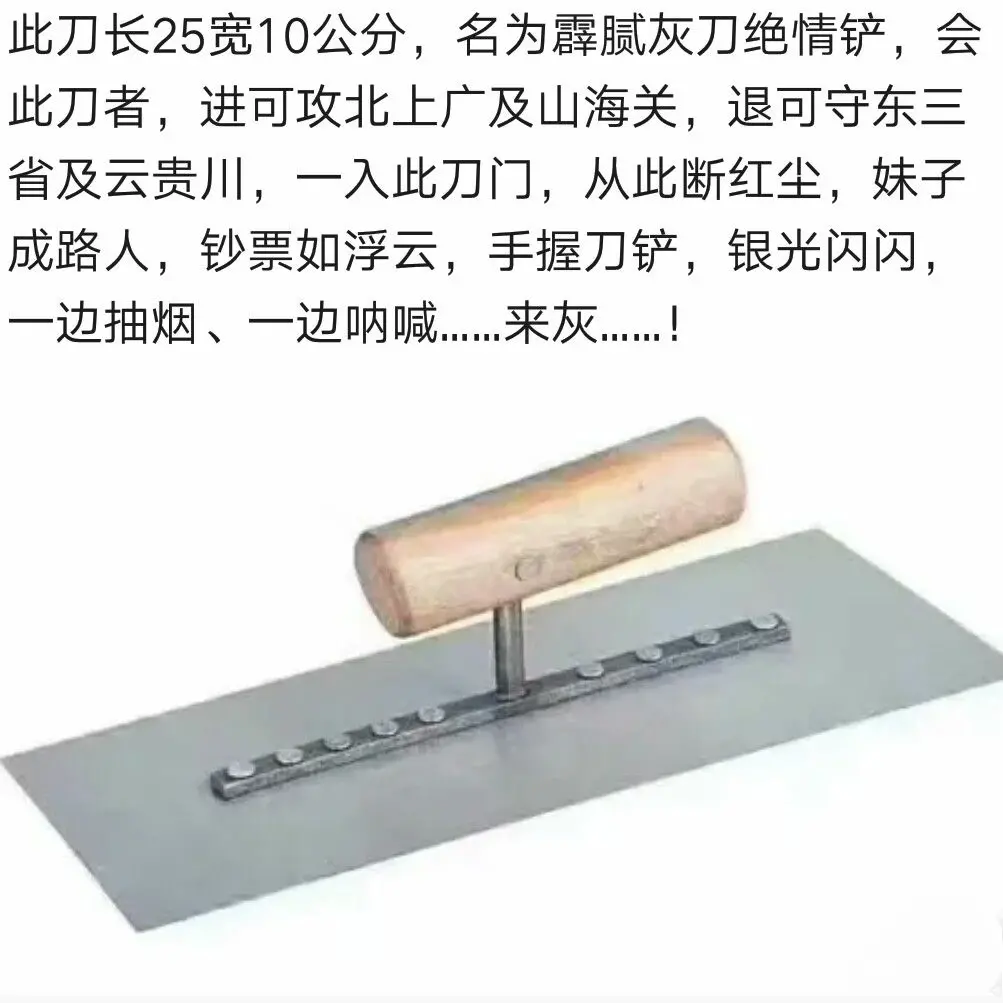 此刀长25宽10公分，名为霹腻灰刀绝情铲，会
此刀者，进可攻北上广及山海关，退可守东三
省及云贵川，一入此刀门，从此断红尘，妹子
成路人，钞票如浮云，手握刀铲，银光闪闪，
一边抽烟、一边呐喊……来灰……！